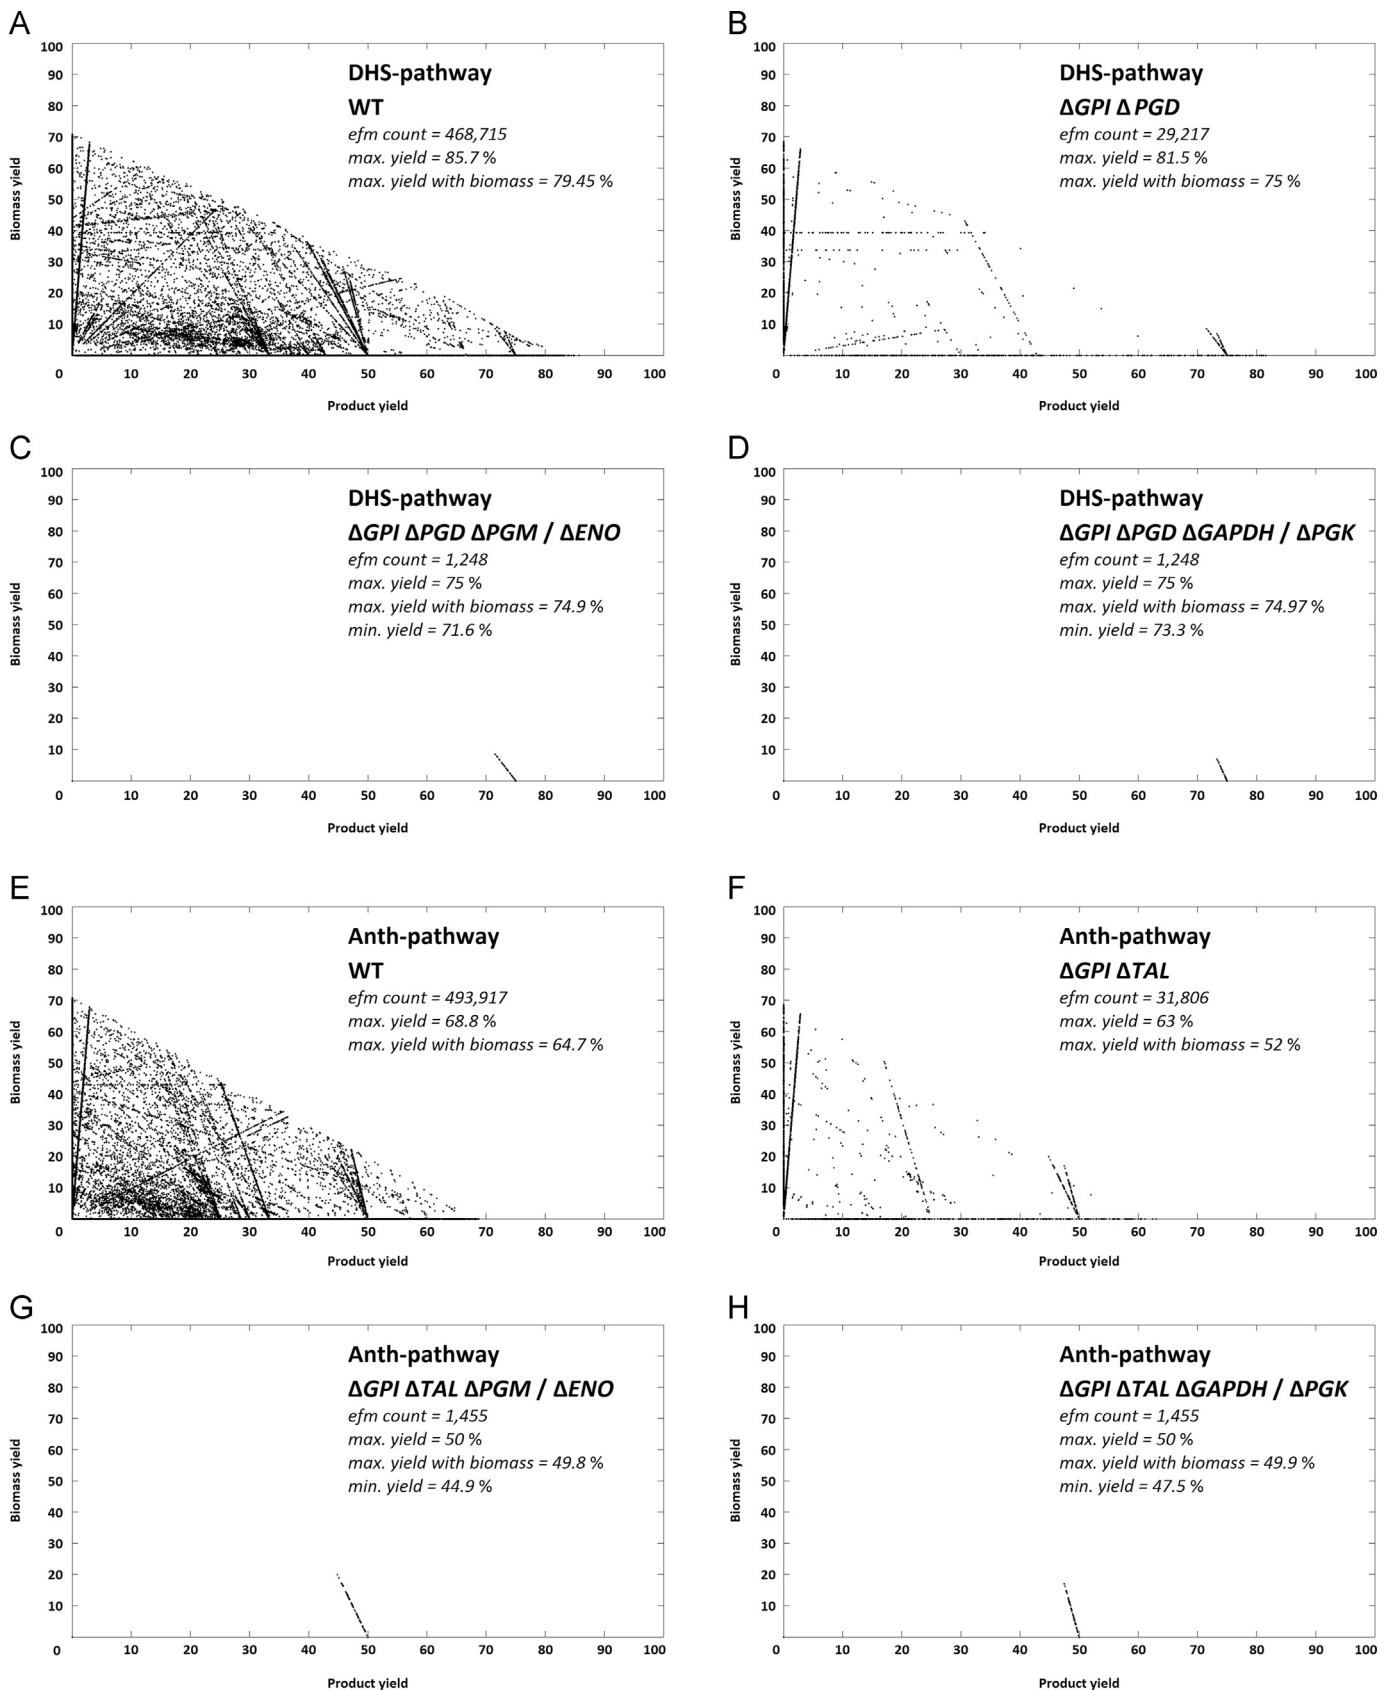 A
DHS-pathway
WT
efm count = 468,715
max. yield = 85.7 %
max. yield with biomass = 79.45 %
Biomass yield
100
90
80
70
60
50
40
30
20
10
0 10 20 30 40 50 60 70 80 90 100
Product yield
B
DHS-pathway
ΔGPI Δ PGD
efm count = 29,217
max. yield = 81.5 %
max. yield with biomass = 75 %
Biomass yield
100
90
80
70
60
50
40
30
20
10
0 10 20 30 40 50 60 70 80 90 100
Product yield
C
DHS-pathway
ΔGPI ΔPGD ΔPGM / ΔENO
efm count = 1,248
max. yield = 75 %
max. yield with biomass = 74.9 %
min. yield = 71.6 %
Biomass yield
100
90
80
70
60
50
40
30
20
10
0 10 20 30 40 50 60 70 80 90 100
Product yield
D
DHS-pathway
ΔGPI ΔPGD ΔGAPDH / ΔPGK
efm count = 1,248
max. yield = 75 %
max. yield with biomass = 74.97 %
min. yield = 73.3 %
Biomass yield
100
90
80
70
60
50
40
30
20
10
0 10 20 30 40 50 60 70 80 90 100
Product yield
E
Anth-pathway
WT
efm count = 493,917
max. yield = 68.8 %
max. yield with biomass = 64.7 %
Biomass yield
100
90
80
70
60
50
40
30
20
10
0 10 20 30 40 50 60 70 80 90 100
Product yield
F
Anth-pathway
ΔGPI ΔTAL
efm count = 31,806
max. yield = 63 %
max. yield with biomass = 52 %
Biomass yield
100
90
80
70
60
50
40
30
20
10
0 10 20 30 40 50 60 70 80 90 100
Product yield
G
Anth-pathway
ΔGPI ΔTAL ΔPGM / ΔENO
efm count = 1,455
max. yield = 50 %
max. yield with biomass = 49.8 %
min. yield = 44.9 %
Biomass yield
100
90
80
70
60
50
40
30
20
10
0 10 20 30 40 50 60 70 80 90 100
Product yield
H
Anth-pathway
ΔGPI ΔTAL ΔGAPDH / ΔPGK
efm count = 1,455
max. yield = 50 %
max. yield with biomass = 49.9 %
min. yield = 47.5 %
Biomass yield
100
90
80
70
60
50
40
30
20
10
0 10 20 30 40 50 60 70 80 90 100
Product yield